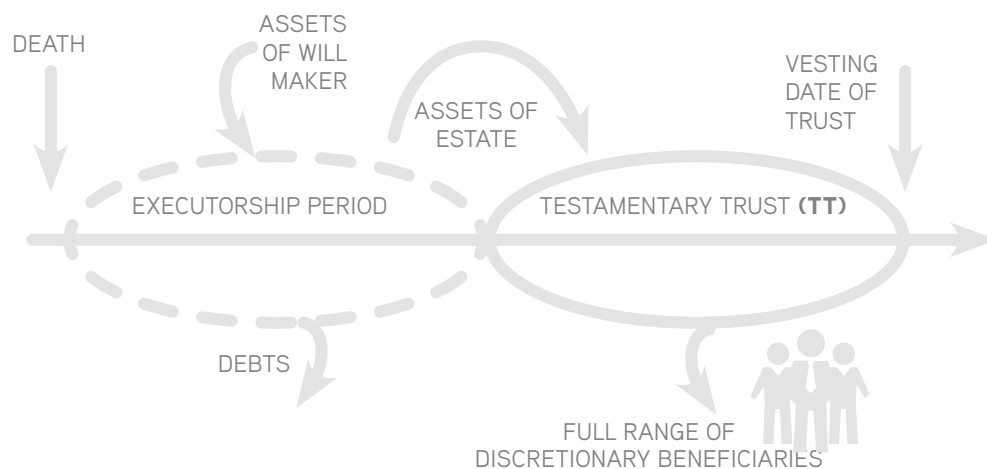 DEATH
ASSETS
OF WILL
MAKER
ASSETS OF
ESTATE
VESTING
DATE OF
TRUST
EXECUTORSHIP PERIOD
TESTAMENTARY TRUST (TT)
DEBTS
FULL RANGE OF
DISCRETIONARY BENEFICIARIES